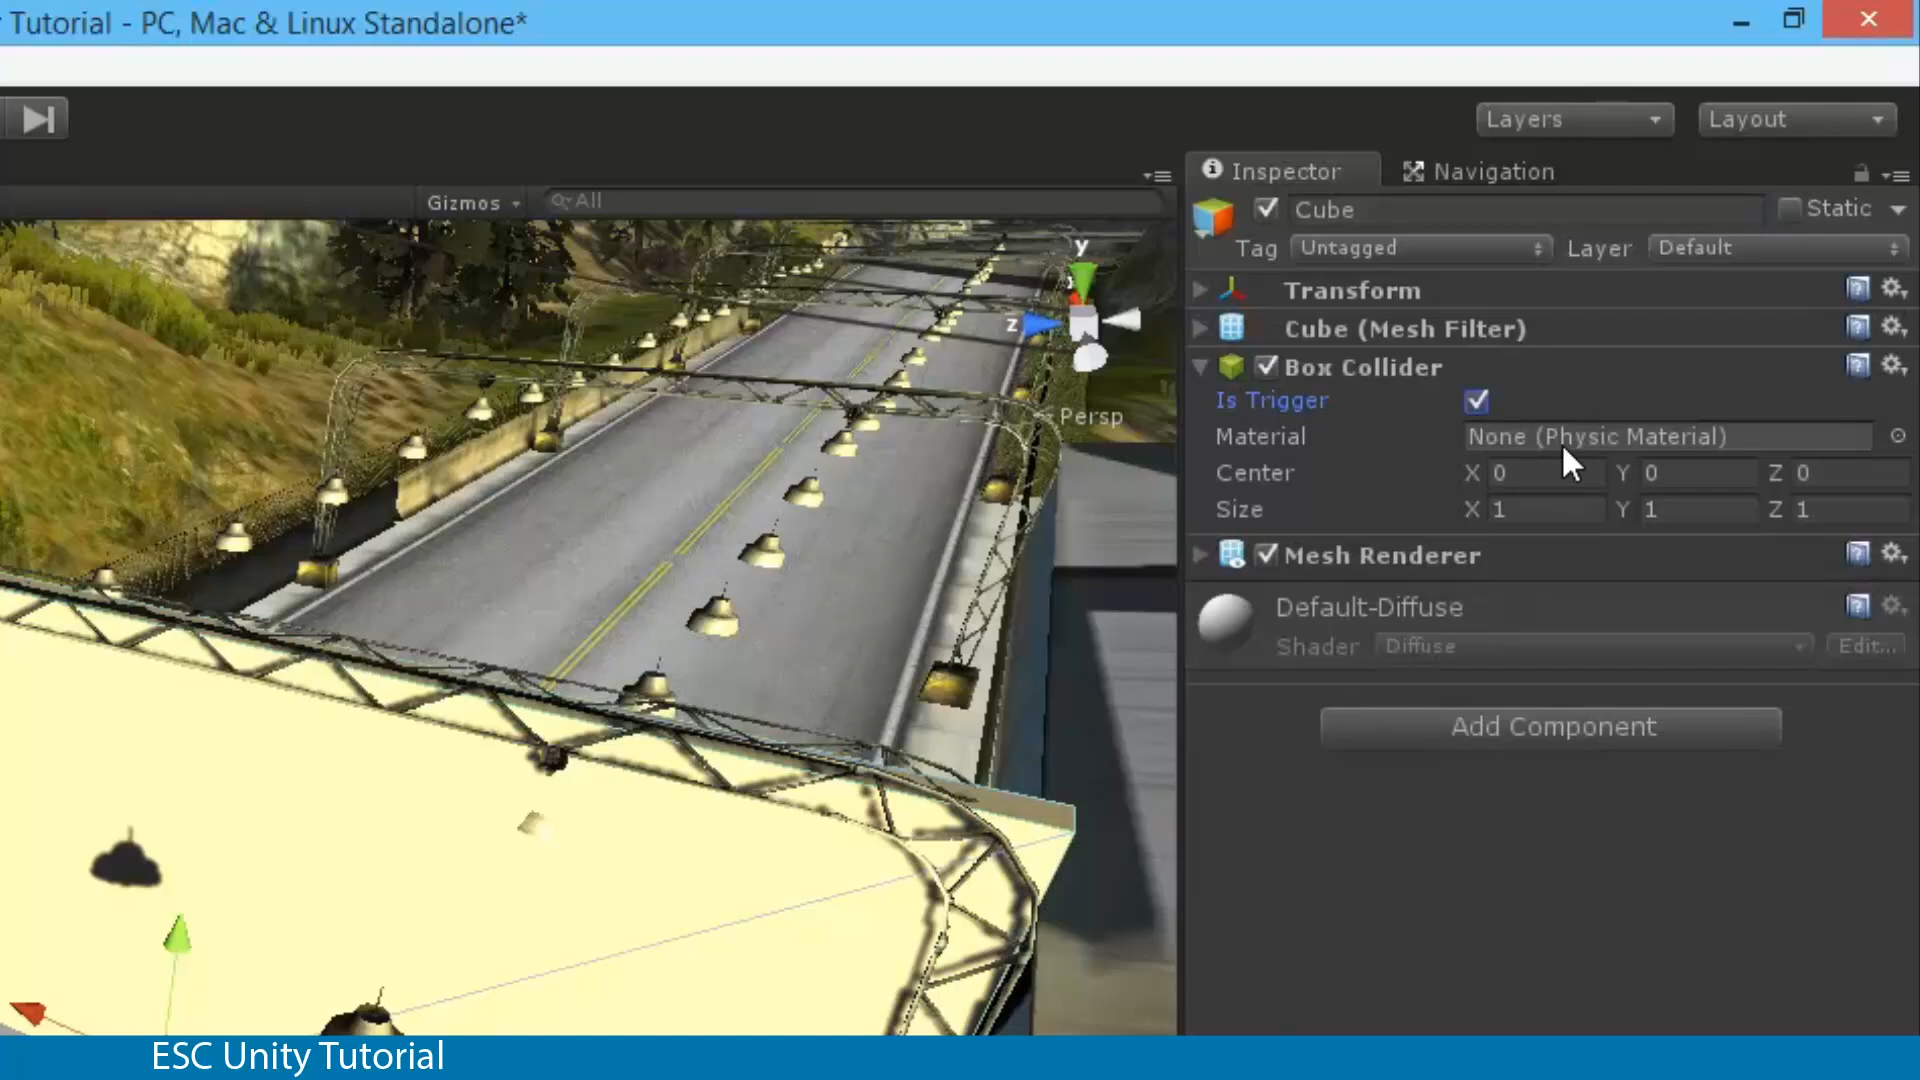 Tutorial - PC, Mac & Linux Standalone*
Layers
Layout
Inspector
Navigation
Gizmos
All
Cube
Static
Tag
Untagged
Layer
Default
Transform
Cube (Mesh Filter)
Box Collider
Is Trigger
Material
None (Physic Material)
Center
X 0
Y 0
Z 0
Size
X 1
Y 1
Z 1
Mesh Renderer
Default-Diffuse
Shader
Diffuse
Edit...
Add Component
y
z
Persp
ESC Unity Tutorial